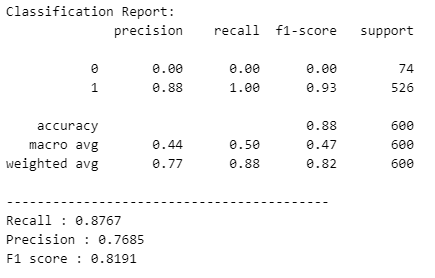 Classification Report:
precision recall f1-score support
0 0.00 0.00 0.00 74
1 0.88 1.00 0.93 526
accuracy 0.88 600
macro avg 0.44 0.50 0.47 600
weighted avg 0.77 0.88 0.82 600
------------------------------------------
Recall : 0.8767
Precision : 0.7685
F1 score : 0.8191